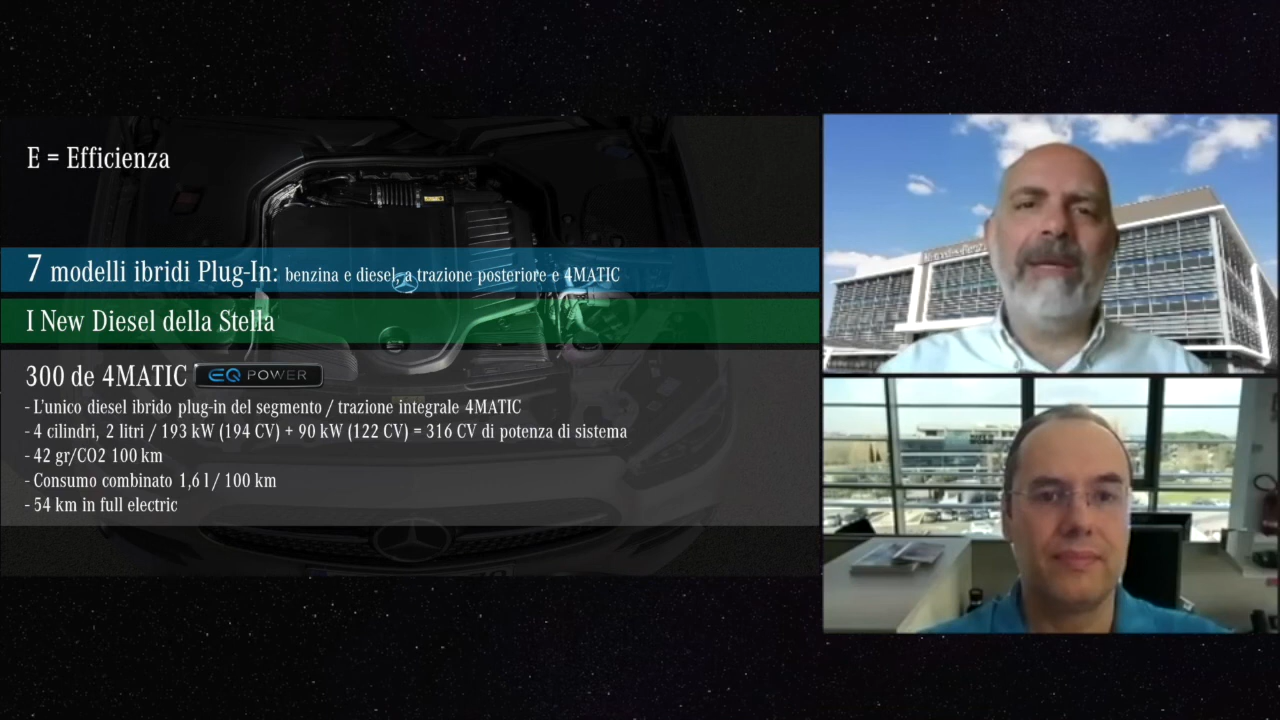 E = Efficienza
7 modelli ibridi Plug-In: benzina e diesel, a trazione posteriore e 4MATIC
I New Diesel della Stella
300 de 4MATIC EQ POWER
- L'unico diesel ibrido plug-in del segmento / trazione integrale 4MATIC
- 4 cilindri, 2 litri / 193 kW (194 CV) + 90 kW (122 CV) = 316 CV di potenza di sistema
- 42 gr/CO2 100 km
- Consumo combinato 1,6 l / 100 km
- 54 km in full electric